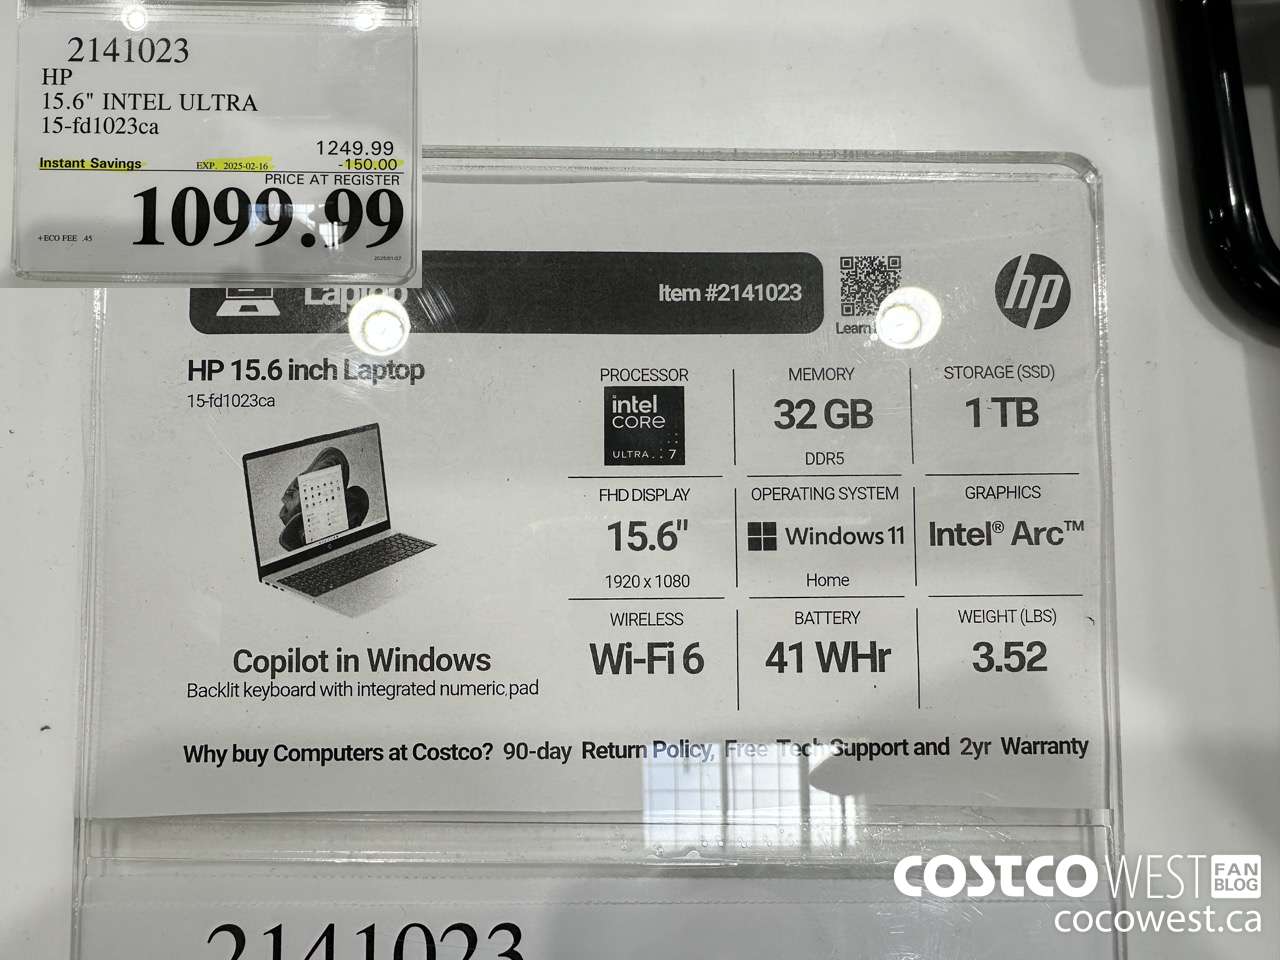 2141023
HP
15.6" INTEL ULTRA
15-fd1023ca
1249.99
Instant Savings EXP. 2025-02-16 -150.00
PRICE AT REGISTER
1099.99
+ECO FEE .45
Laptop
Item #2141023
Learn
hp
HP 15.6 inch Laptop
15-fd1023ca
PROCESSOR
intel
CORE
ULTRA 7
MEMORY
32 GB
DDR5
STORAGE (SSD)
1 TB
FHD DISPLAY
15.6"
1920 x 1080
OPERATING SYSTEM
Windows 11
Home
GRAPHICS
Intel® Arc™
WIRELESS
Wi-Fi 6
BATTERY
41 WHr
WEIGHT (LBS)
3.52
Copilot in Windows
Backlit keyboard with integrated numeric pad
Why buy Computers at Costco? 90-day Return Policy, Free Tech Support and 2yr Warranty
2141023
COSTCO WEST FAN BLOG
cocowest.ca